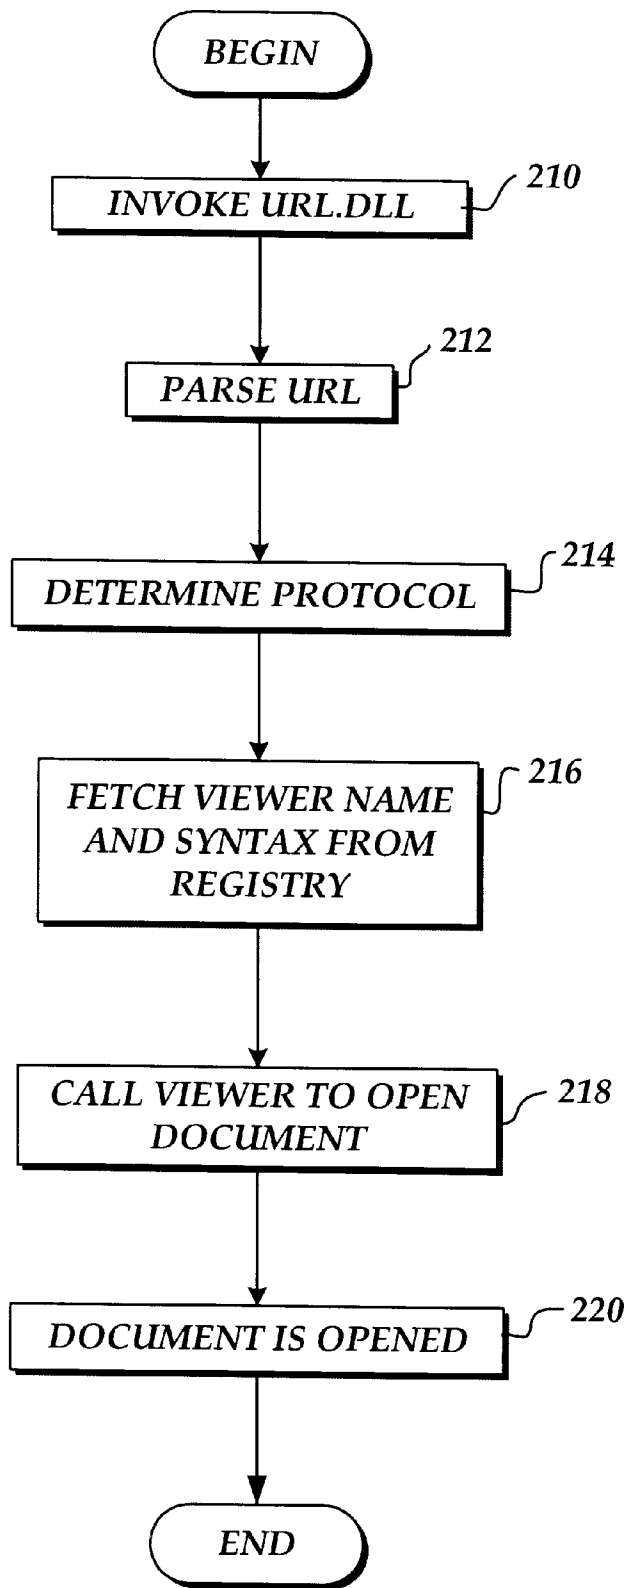 BEGIN
INVOKE URL.DLL
210
PARSE URL
212
DETERMINE PROTOCOL
214
FETCH VIEWER NAME
AND SYNTAX FROM
REGISTRY
216
CALL VIEWER TO OPEN
DOCUMENT
218
DOCUMENT IS OPENED
220
END